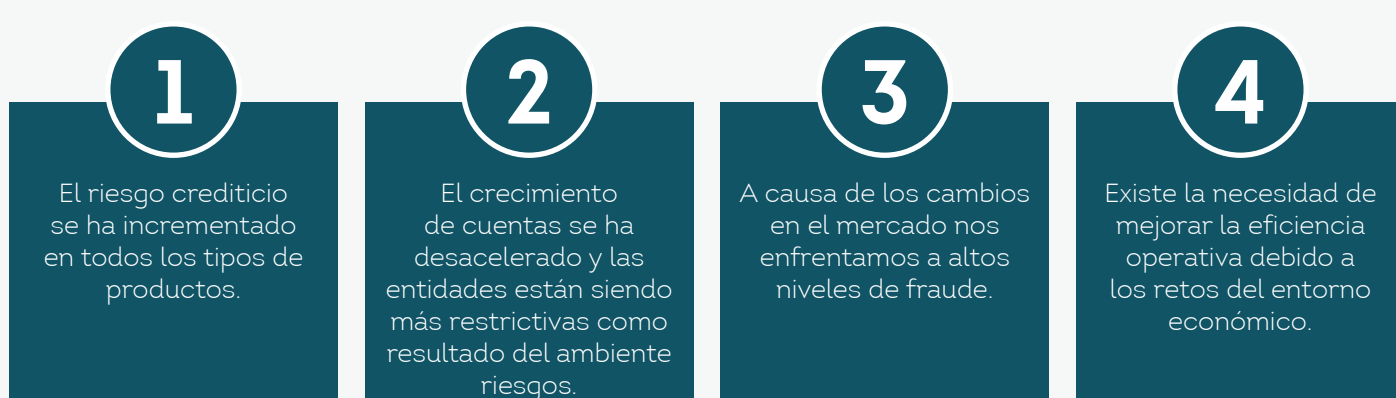 1
El riesgo crediticio
se ha incrementado
en todos los tipos de
productos.
2
El crecimiento
de cuentas se ha
desacelerado y las
entidades están siendo
más restrictivas como
resultado del ambiente
riesgos.
3
A causa de los cambios
en el mercado nos
enfrentamos a altos
niveles de fraude.
4
Existe la necesidad de
mejorar la eficiencia
operativa debido a
los retos del entorno
económico.